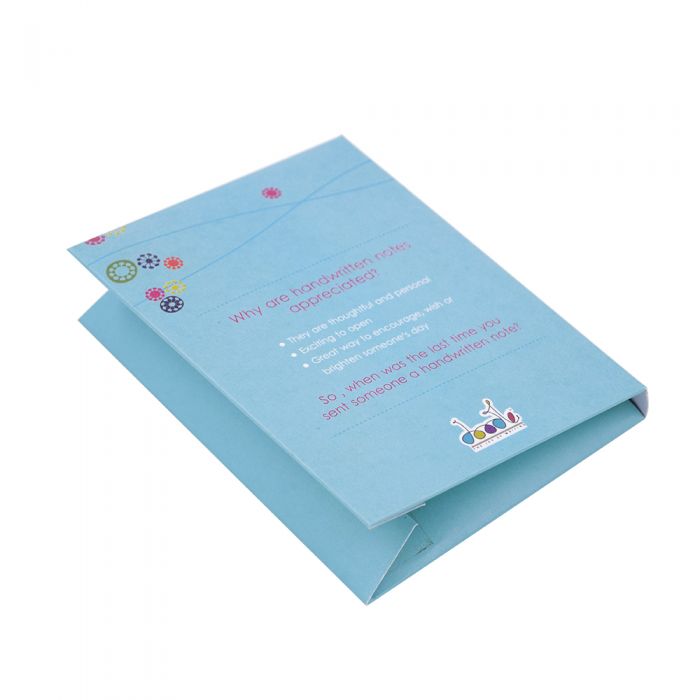 Why are handwritten notes
appreciated?
• They are thoughtful and personal
• Exciting to open
• Great way to encourage, wish or
brighten someone's day
So , when was the last time you
sent someone a handwritten note?
doodle